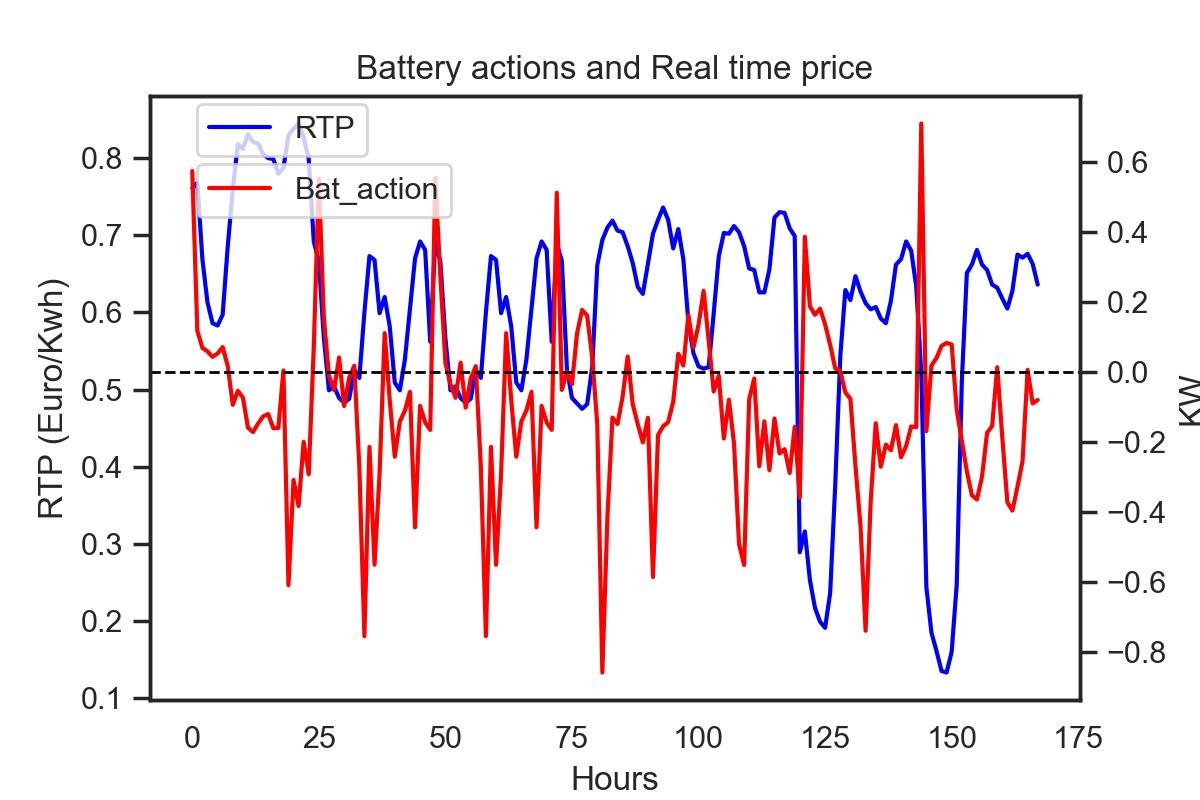 Battery actions and Real time price
RTP
Bat_action
RTP (Euro/Kwh)
0.8
0.7
0.6
0.5
0.4
0.3
0.2
0.1
0.6
0.4
0.2
0.0
−0.2
−0.4
−0.6
−0.8
KW
0 25 50 75 100 125 150 175
Hours